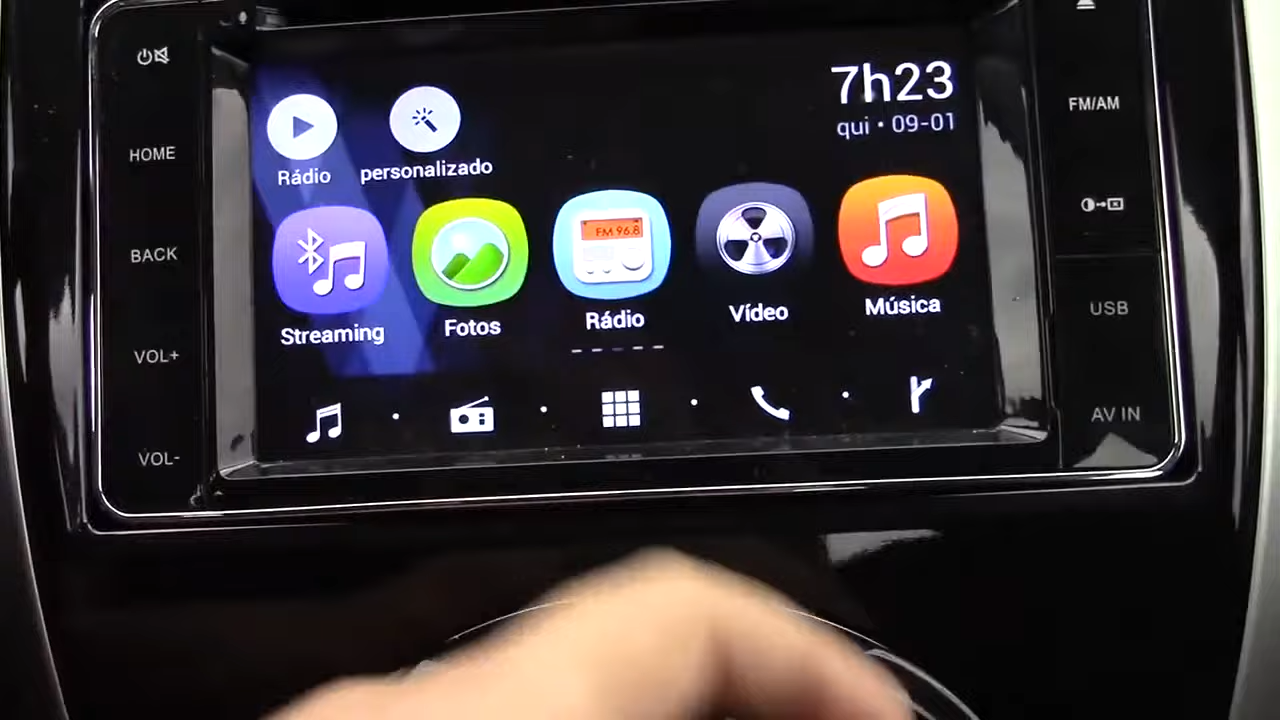 HOME
BACK
VOL+
VOL-
7h23
qui • 09-01
Rádio
personalizado
FM 96.8
Streaming
Fotos
Rádio
Vídeo
Música
FM/AM
USB
AV IN